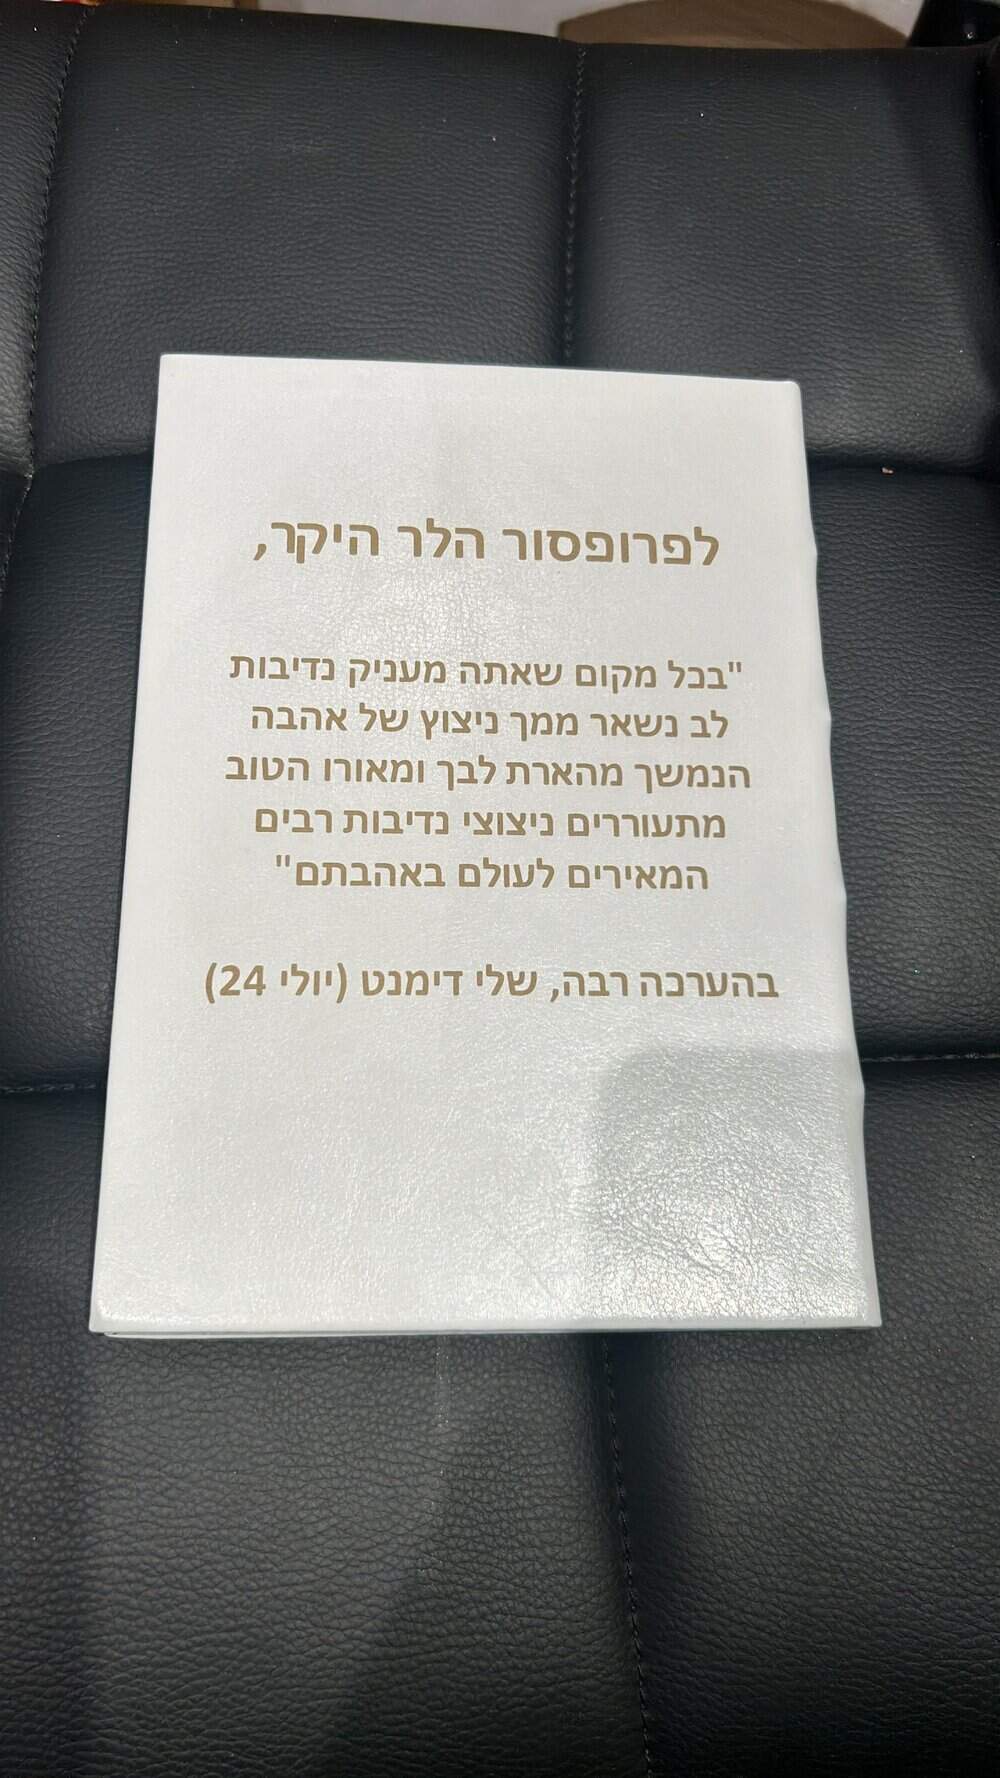 לפרופסור הלר היקר,
"בכל מקום שאתה מעניק נדיבות
לב נשאר ממך ניצוץ של אהבה
הנמשך מהארת לבך ומאורו הטוב
מתעוררים ניצוצי נדיבות רבים
המאירים לעולם באהבתם"
בהערכה רבה, שלי דימנט (יולי 24)